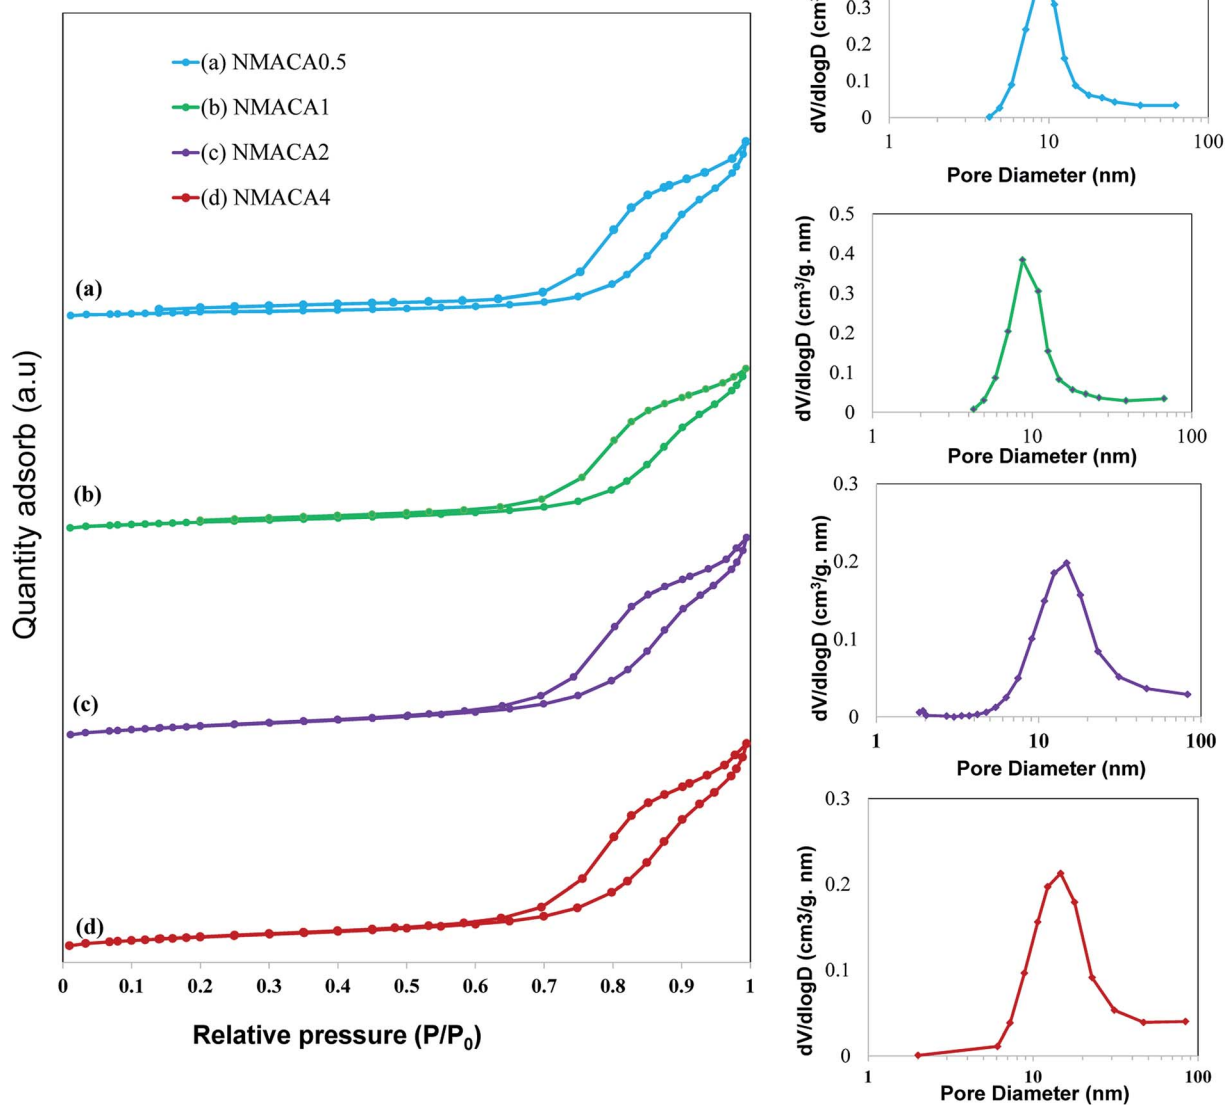 (a) NMACA0.5
(b) NMACA1
(c) NMACA2
(d) NMACA4
(a)
(b)
(c)
(d)
Quantity adsorb (a.u)
0 0.1 0.2 0.3 0.4 0.5 0.6 0.7 0.8 0.9 1
Relative pressure (P/P₀)
0.3
0.2
0.1
0
dV/dlogD (cm³
1 10 100
Pore Diameter (nm)
0.5
0.4
0.3
0.2
0.1
0
dV/dlogD (cm³/g. nm)
1 10 100
Pore Diameter (nm)
0.3
0.2
0.1
0
dV/dlogD (cm³/g. nm)
1 10 100
Pore Diameter (nm)
0.3
0.2
0.1
0
dV/dlogD (cm3/g. nm)
1 10 100
Pore Diameter (nm)